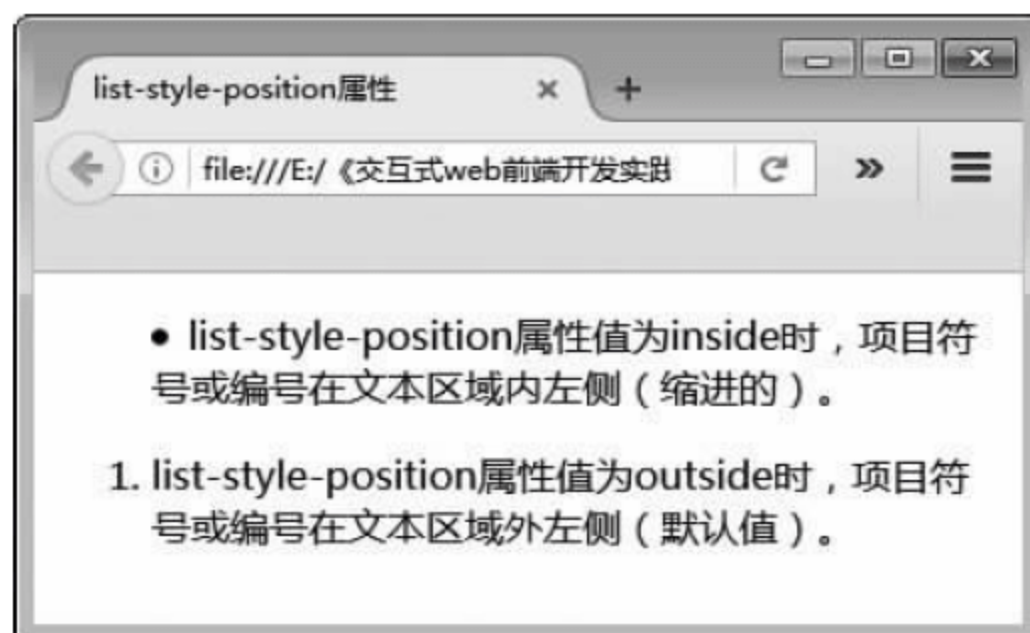 list-style-position属性
file:///E:/《交互式web前端开发实践
• list-style-position属性值为inside时，项目符
号或编号在文本区域内左侧（缩进的）。
1. list-style-position属性值为outside时，项目符
号或编号在文本区域外左侧（默认值）。